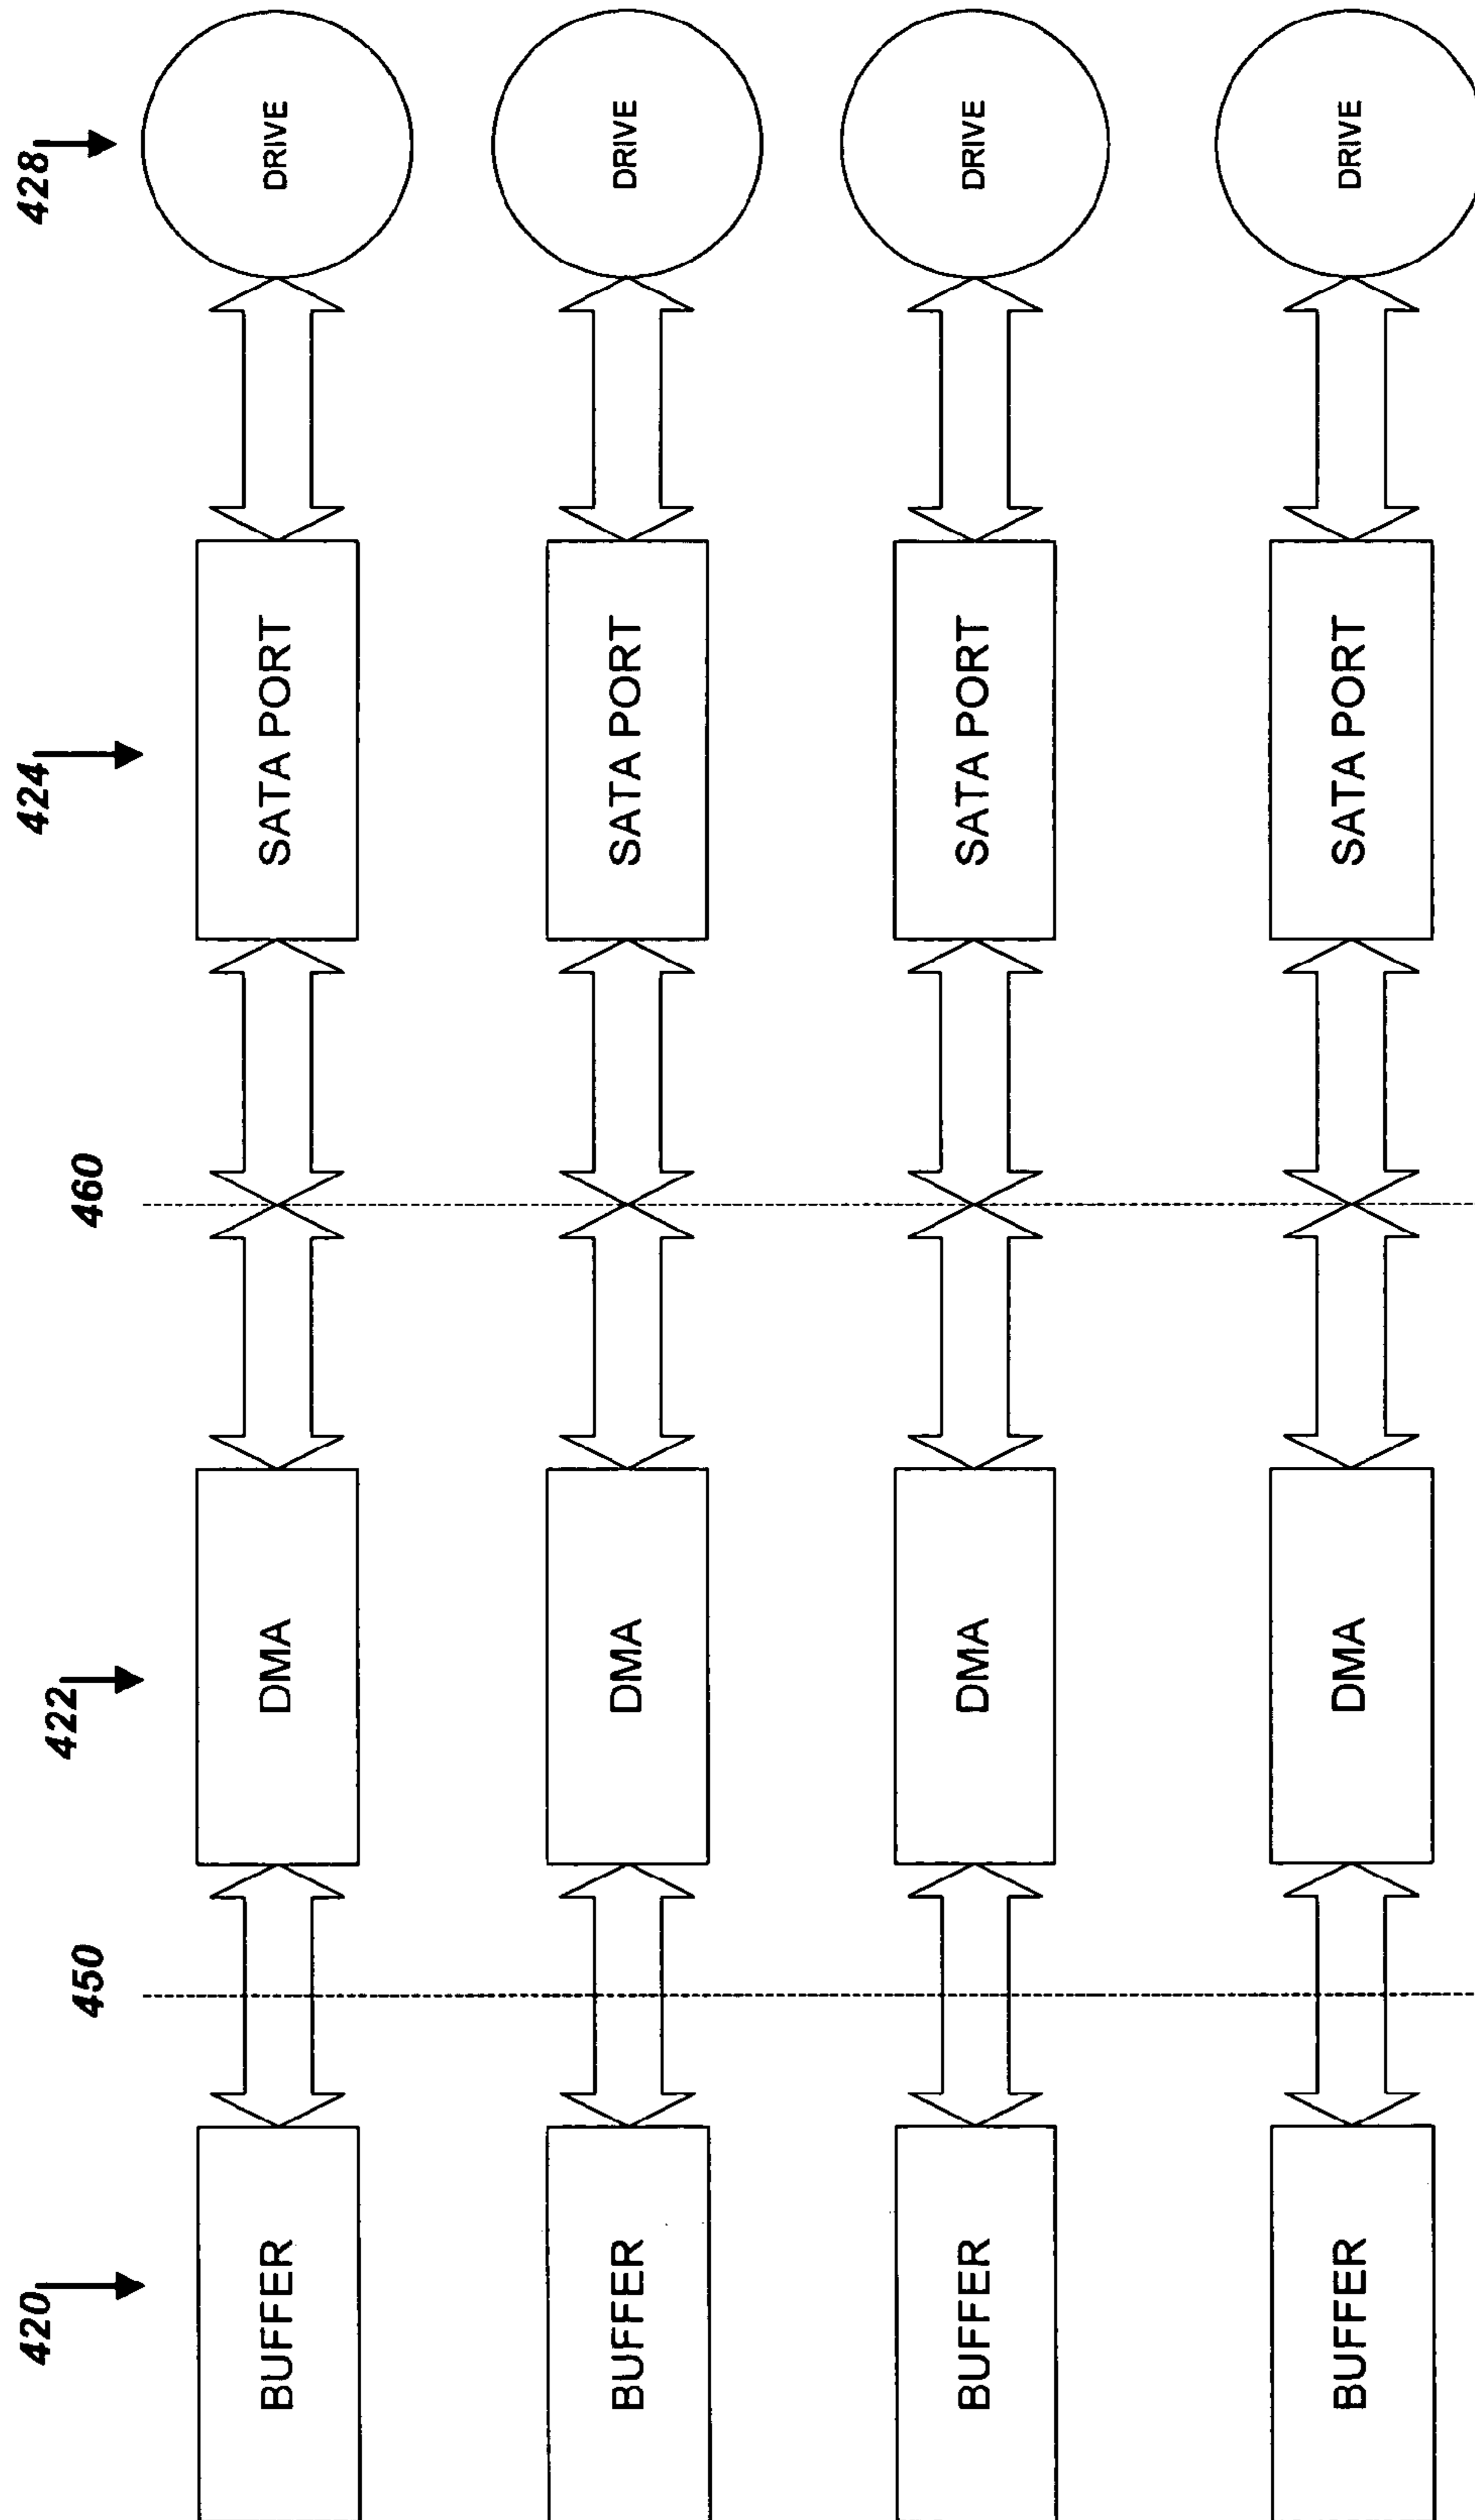 420
422
424
428
450
460
BUFFER
DMA
SATA PORT
DRIVE
BUFFER
DMA
SATA PORT
DRIVE
BUFFER
DMA
SATA PORT
DRIVE
BUFFER
DMA
SATA PORT
DRIVE